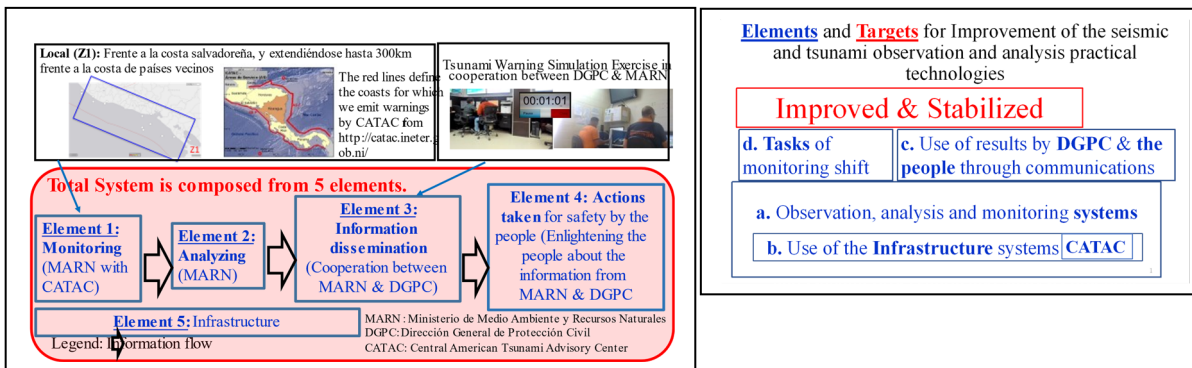 Local (Z1): Frente a la costa salvadoreña, y extendiéndose hasta 300km
frente a la costa de países vecinos
Z1
The red lines define
the coasts for which
we emit warnings
by CATAC from
http://catac.ineter.g
ob.ni/
Tsunami Warning Simulation Exercise in
cooperation between DGPC & MARN
00:01:01
Total System is composed from 5 elements.
Element 1:
Monitoring
(MARN with
CATAC)
Element 2:
Analyzing
(MARN)
Element 3:
Information
dissemination
(Cooperation between
MARN & DGPC)
Element 4: Actions
taken for safety by the
people (Enlightening the
people about the
information from
MARN & DGPC
Element 5: Infrastructure
Legend: Information flow
MARN : Ministerio de Medio Ambiente y Recursos Naturales
DGPC: Dirección General de Protección Civil
CATAC: Central American Tsunami Advisory Center
Elements and Targets for Improvement of the seismic
and tsunami observation and analysis practical
technologies
Improved & Stabilized
d. Tasks of
monitoring shift
c. Use of results by DGPC & the
people through communications
a. Observation, analysis and monitoring systems
b. Use of the Infrastructure systems CATAC
1